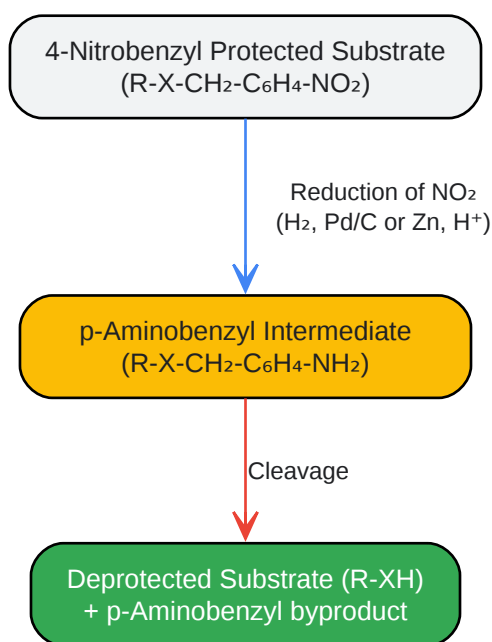 4-Nitrobenzyl Protected Substrate
(R-X-CH₂-C₆H₄-NO₂)
Reduction of NO₂
(H₂, Pd/C or Zn, H⁺)
p-Aminobenzyl Intermediate
(R-X-CH₂-C₆H₄-NH₂)
Cleavage
Deprotected Substrate (R-XH)
+ p-Aminobenzyl byproduct